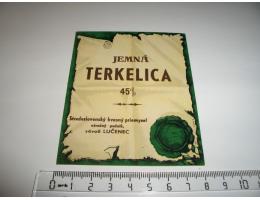 JEMNÁ
TERKELICA
45%
Stredoslovenský kvasný priemysel
národný podnik,
závod LUČENEC
0 1 2 3 4 5 6 7 8 9 10